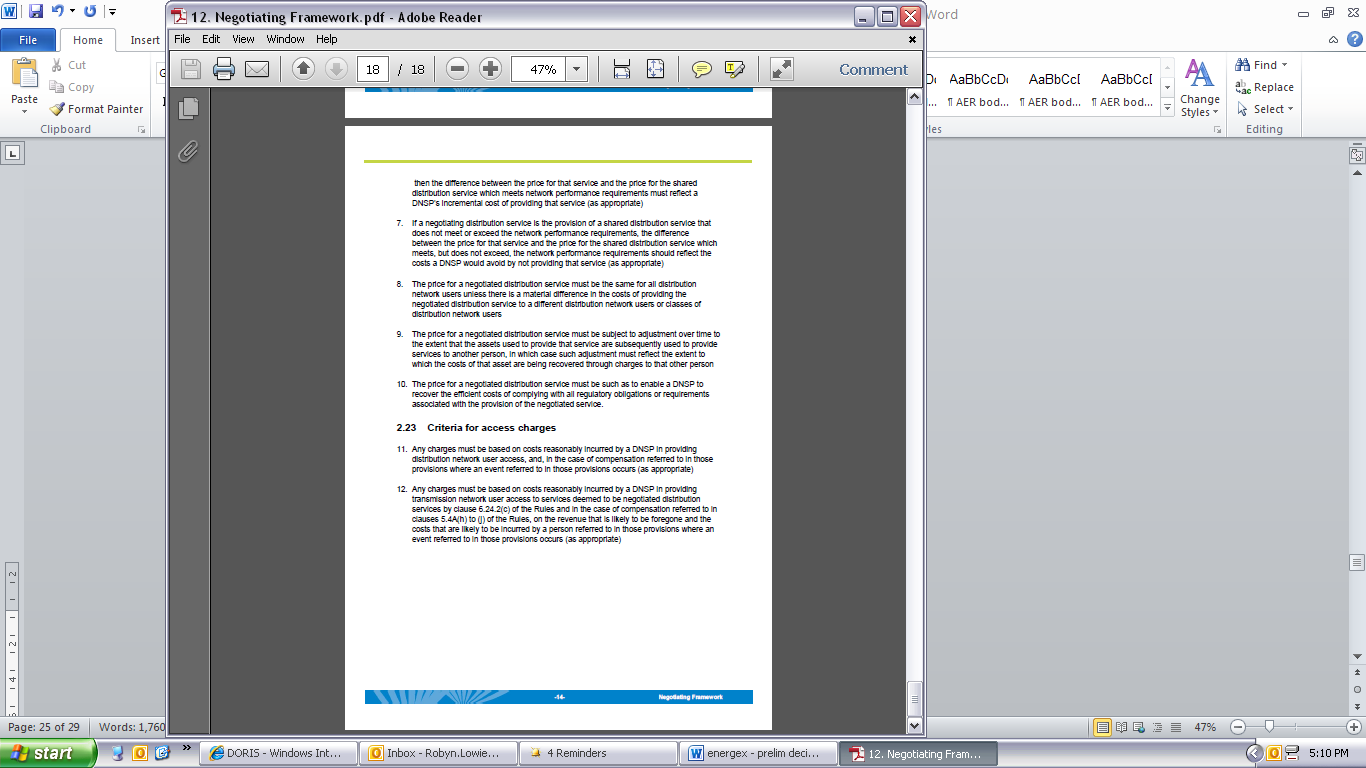 12. Negotiating Framework.pdf - Adobe Reader
Word
File Home Insert
File Edit View Window Help
Cut
Copy
Format Painter
Paste
Clipboard
18 / 18
47%
Comment
AaBbCcDc AaBbCcI AaBbCcI
¶ AER bod... ¶ AER bod... ¶ AER bod...
Change
Styles
Find
Replace
Select
Editing
then the difference between the price for that service and the price for the shared
distribution service which meets network performance requirements must reflect a
DNSP's incremental cost of providing that service (as appropriate)
7. If a negotiating distribution service is the provision of a shared distribution service that
does not meet or exceed the network performance requirements, the difference
between the price for that service and the price for the shared distribution service which
meets, but does not exceed, the network performance requirements should reflect the
costs a DNSP would avoid by not providing that service (as appropriate)
8. The price for a negotiated distribution service must be the same for all distribution
network users unless there is a material difference in the costs of providing the
negotiated distribution service to a different distribution network users or classes of
distribution network users
9. The price for a negotiated distribution service must be subject to adjustment over time to
the extent that the assets used to provide that service are subsequently used to provide
services to another person, in which case such adjustment must reflect the extent to
which the costs of that asset are being recovered through charges to that other person
10. The price for a negotiated distribution service must be such as to enable a DNSP to
recover the efficient costs of complying with all regulatory obligations or requirements
associated with the provision of the negotiated service.
2.23 Criteria for access charges
11. Any charges must be based on costs reasonably incurred by a DNSP in providing
distribution network user access, and, in the case of compensation referred to in those
provisions where an event referred to in those provisions occurs (as appropriate)
12. Any charges must be based on costs reasonably incurred by a DNSP in providing
transmission network user access to services deemed to be negotiated distribution
services by clause 6.24.2(c) of the Rules and in the case of compensation referred to in
clauses 5.4A(h) to (j) of the Rules, on the revenue that is likely to be foregone and the
costs that are likely to be incurred by a person referred to in those provisions where an
event referred to in those provisions occurs (as appropriate)
-14- Negotiating Framework
Page: 25 of 29 Words: 1,760
47%
start
DORIS - Windows Int...
Inbox - Robyn.Lowie...
4 Reminders
energex - prelim deci...
12. Negotiating Fram...
5:10 PM